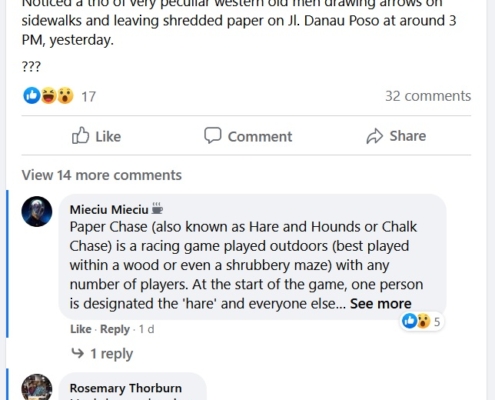 Noticed a trio of very peculiar western old men drawing arrows on
sidewalks and leaving shredded paper on Jl. Danau Poso at around 3
PM, yesterday.
???
17
32 comments
Like
Comment
Share
View 14 more comments
Mieciu Mieciu
Paper Chase (also known as Hare and Hounds or Chalk
Chase) is a racing game played outdoors (best played
within a wood or even a shrubbery maze) with any
number of players. At the start of the game, one person
is designated the 'hare' and everyone else... See more
5
Like · Reply · 1 d
1 reply
Rosemary Thorburn